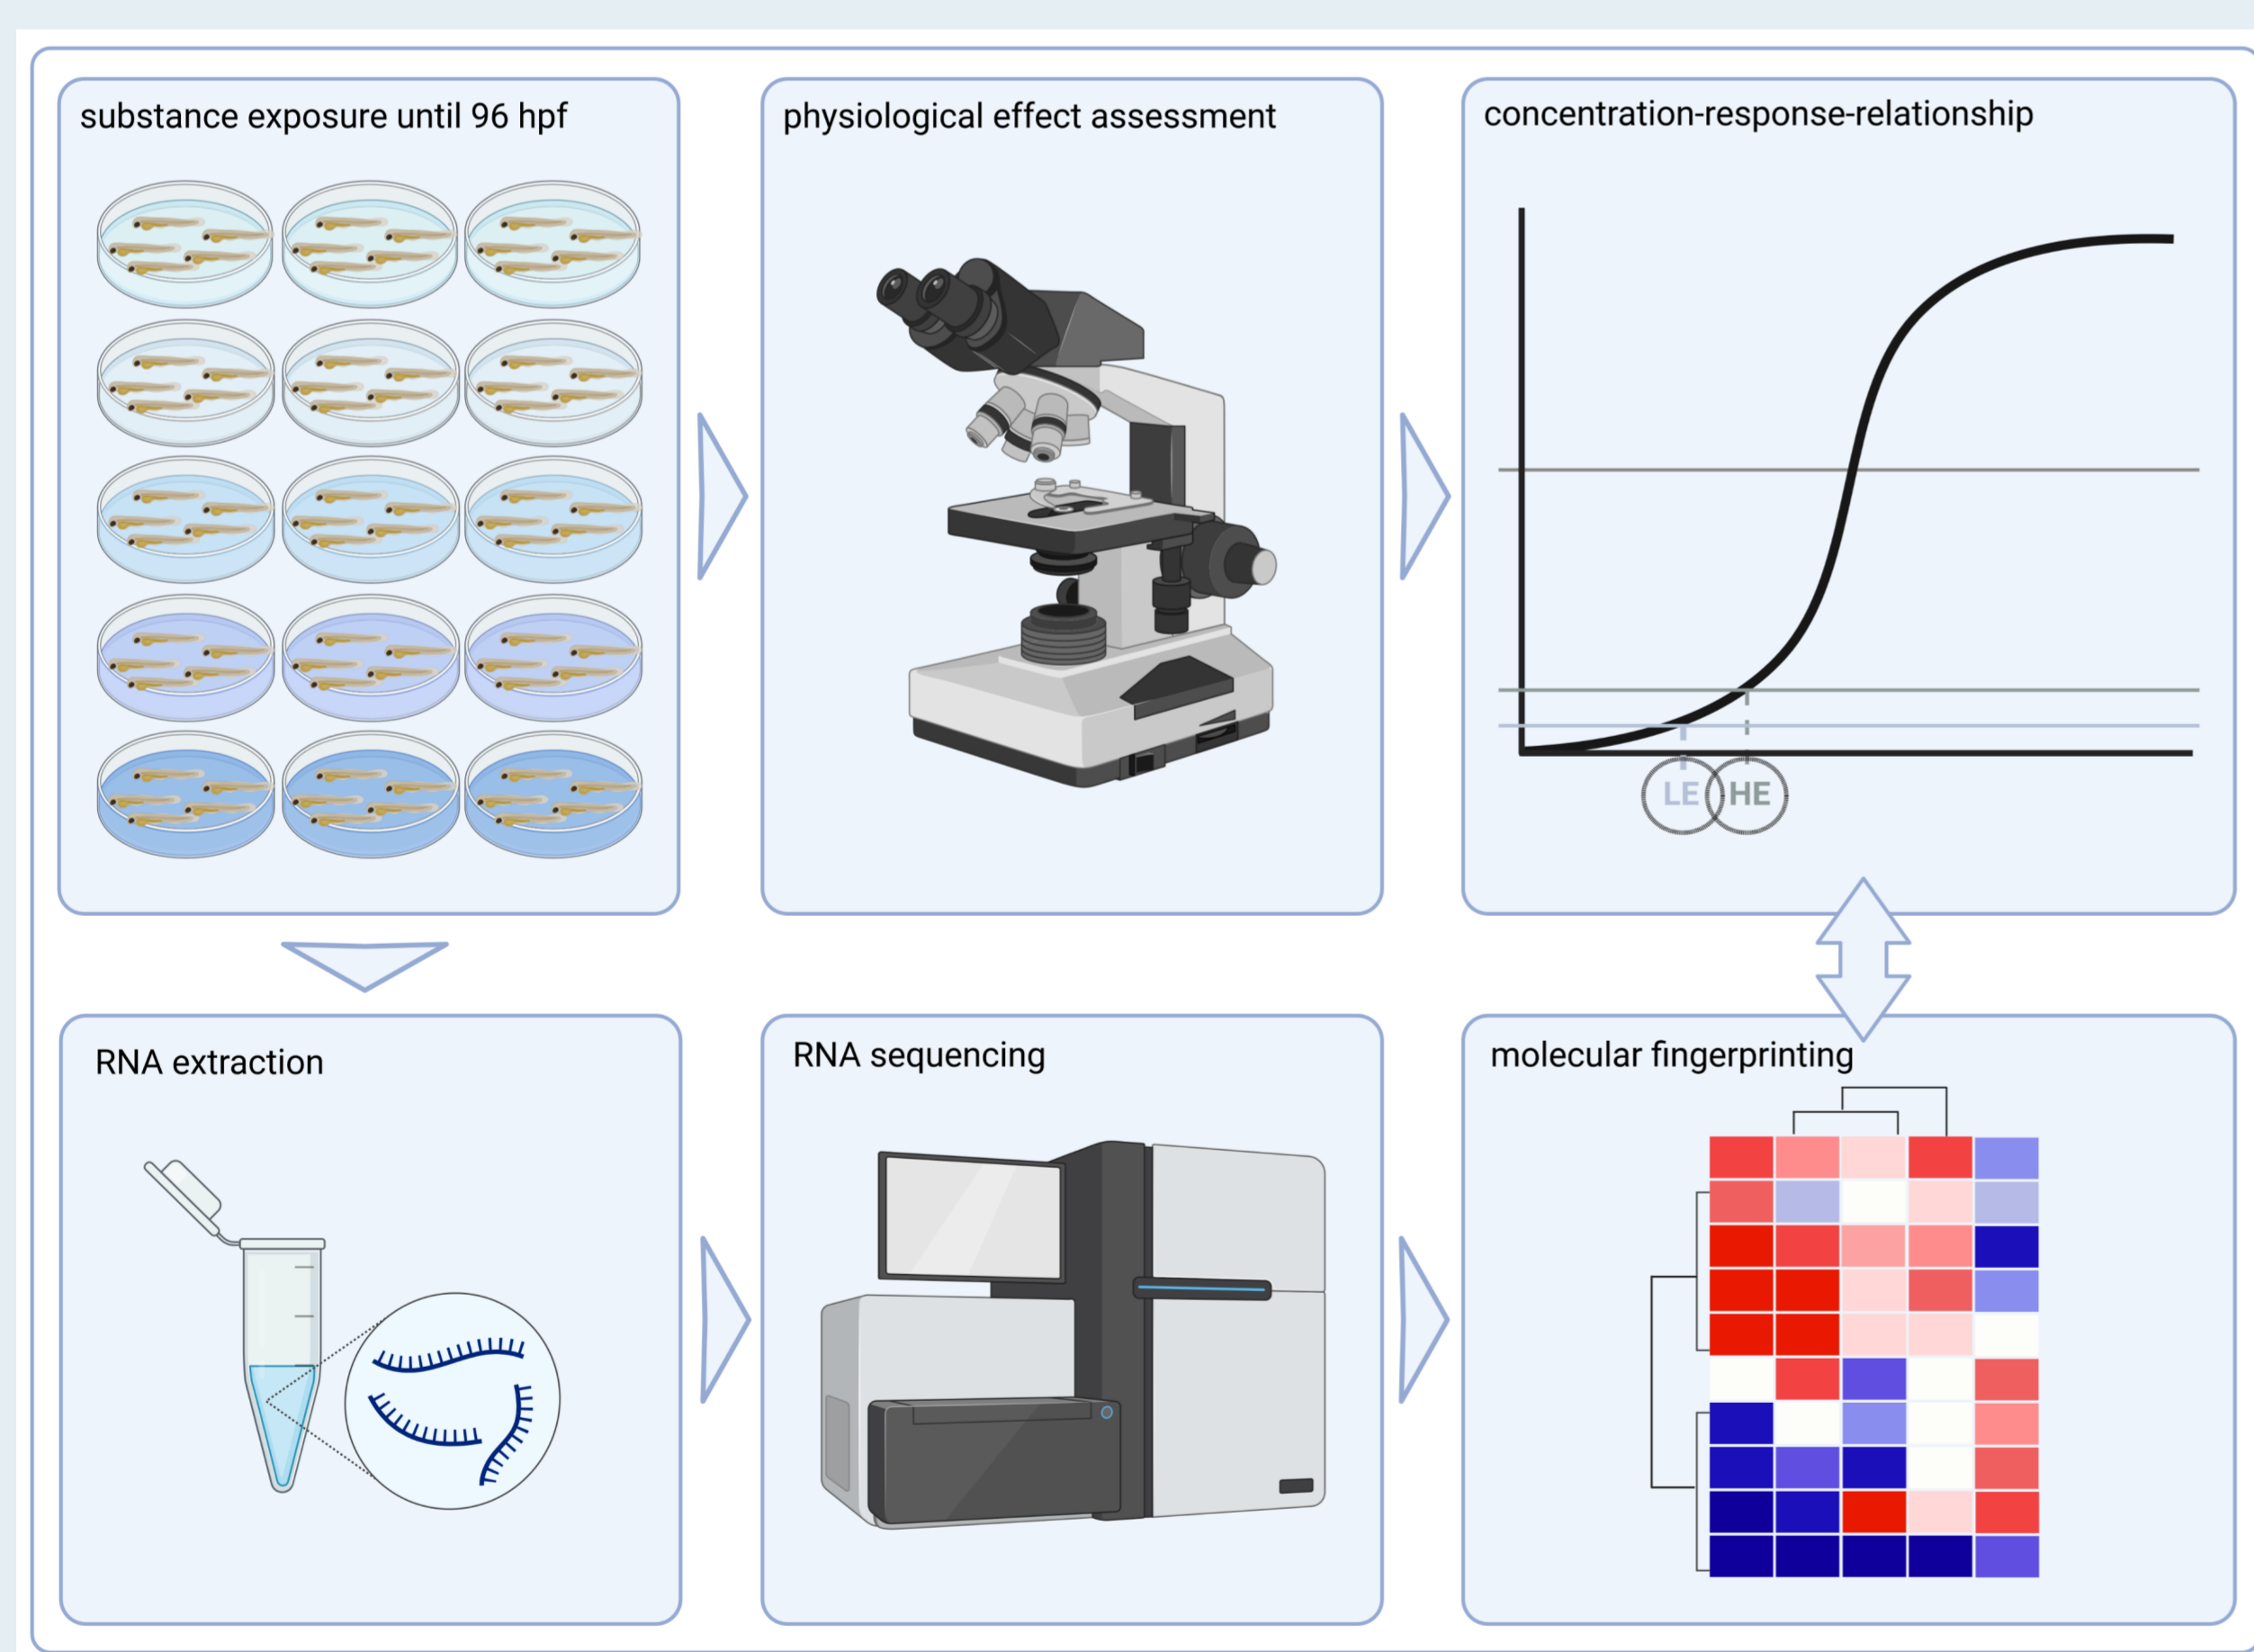 substance exposure until 96 hpf
physiological effect assessment
concentration-response-relationship
LE HE
RNA extraction
RNA sequencing
molecular fingerprinting